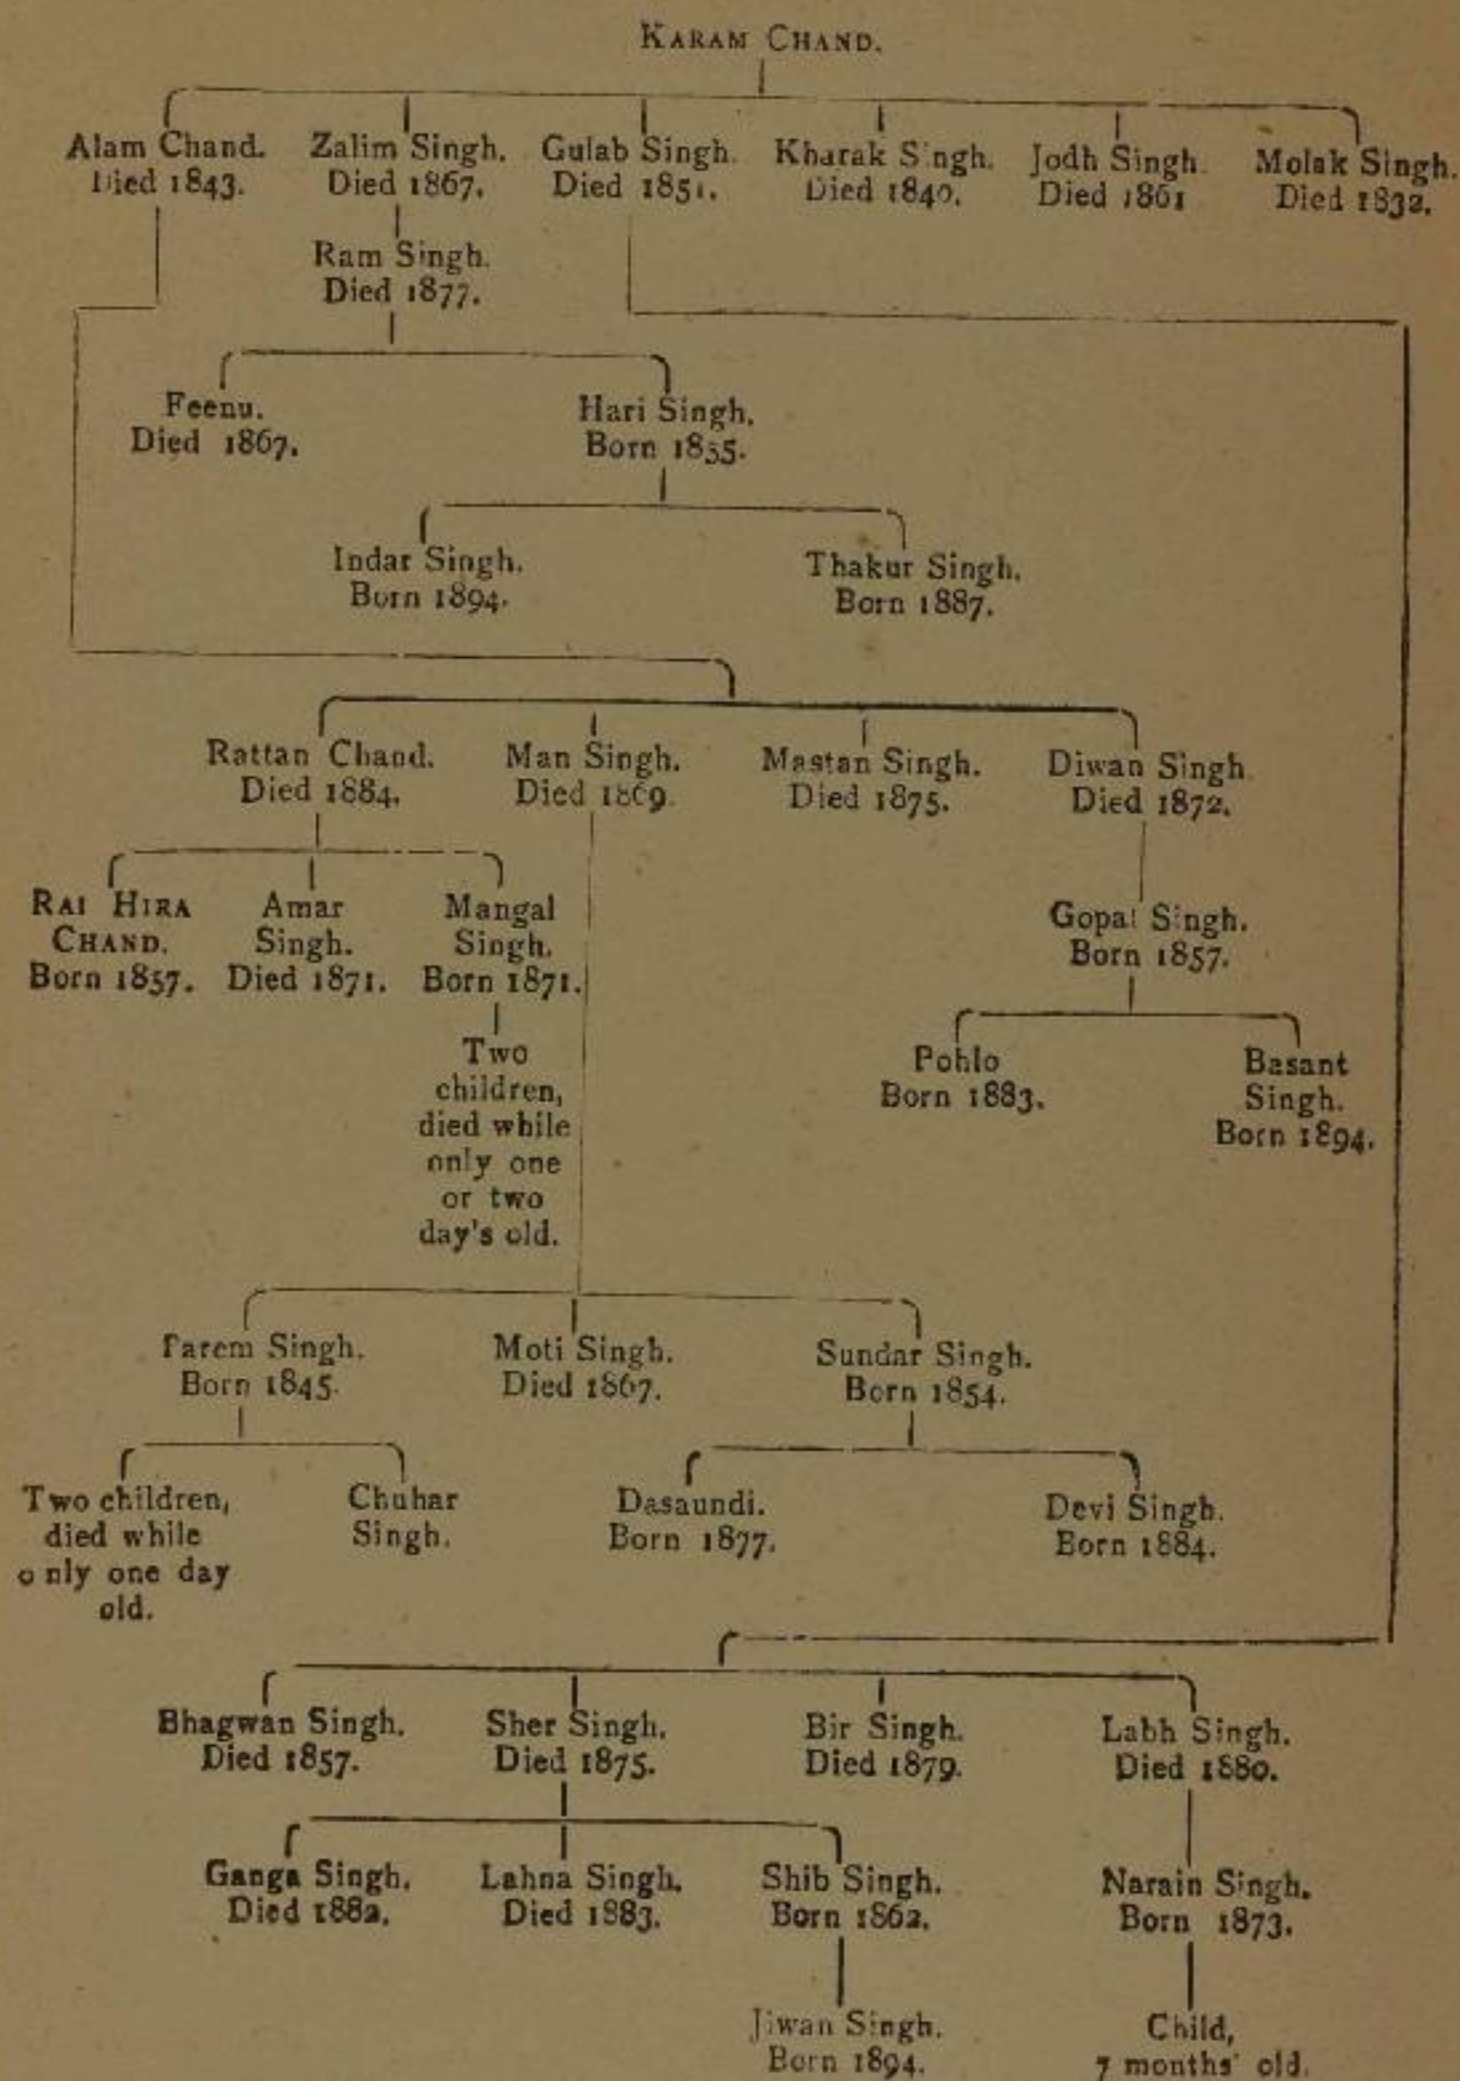 KARAM CHAND.
Alam Chand. Zalim Singh. Gulab Singh. Kharak Singh. Jodh Singh. Molak Singh.
Died 1843. Died 1867. Died 1851. Died 1840. Died 1861 Died 1832.
Ram Singh.
Died 1877.
Feenu. Hari Singh.
Died 1867. Born 1855.
Indar Singh. Thakur Singh.
Born 1894. Born 1887.
Rattan Chand. Man Singh. Mastan Singh. Diwan Singh
Died 1884. Died 1869. Died 1875. Died 1872.
RAI HIRA Amar Mangal Gopal Singh.
CHAND. Singh. Singh. Born 1857.
Born 1857. Died 1871. Born 1871.
Two Pohlo Basant
children, Born 1883. Singh.
died while Born 1894.
only one
or two
day's old.
Parem Singh. Moti Singh. Sundar Singh.
Born 1845. Died 1867. Born 1854.
Two children, Chuhar Dasaundi. Devi Singh.
died while Singh. Born 1877. Born 1884.
only one day
old.
Bhagwan Singh. Sher Singh. Bir Singh. Labh Singh.
Died 1857. Died 1875. Died 1879. Died 1880.
Ganga Singh. Lahna Singh. Shib Singh. Narain Singh.
Died 1882. Died 1883. Born 1862. Born 1873.
Jiwan Singh. Child,
Born 1894. 7 months' old.